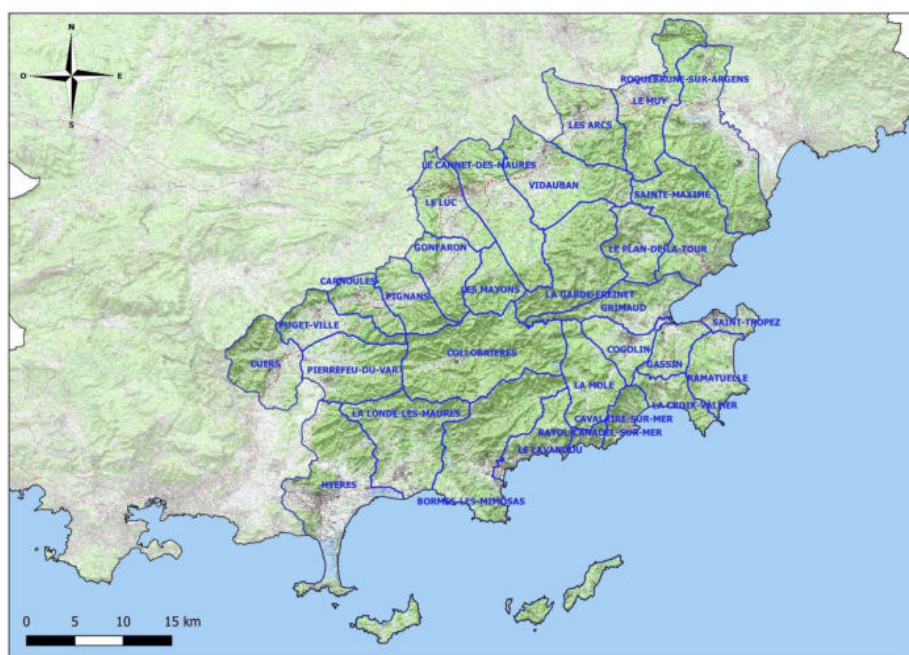 N
O
E
S
ROQUEBRUNE-SUR-ARGENS
LE MUY
LES ARCS
LE CANNET-DES-MAURES
VIDAUBAN
SAINTE-MAXIME
LE LUC
GONFARON
LE PLAN-DE-LA-TOUR
CARNOULES
PIGNANS
LES MAYONS
LA GARDE-FREINET
GRIMAUD
SAINT-TROPEZ
PUGET-VILLE
COGOLIN
COLLOBRIERES
CUERS
PIERREFEU-DU-VAR
GASSIN
RAMATUELLE
LA MOLE
LA CROIX-VALMER
LA LONDE-LES-MAURES
CAVALAIRE-SUR-MER
RAYOL-CANADEL-SUR-MER
LE LAVANDOU
HYERES
BORMES-LES-MIMOSAS
0 5 10 15 km